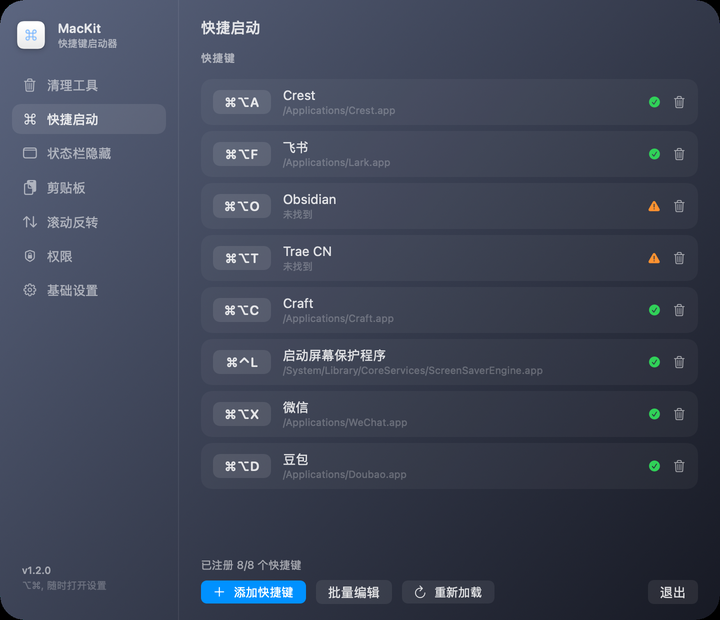 MacKit
快捷键启动器
清理工具
快捷启动
状态栏隐藏
剪贴板
滚动反转
权限
基础设置
v1.2.0
⌥⌘, 随时打开设置
快捷启动
快捷键
⌘⌥A
Crest
/Applications/Crest.app
⌘⌥F
飞书
/Applications/Lark.app
⌘⌥O
Obsidian
未找到
⌘⌥T
Trae CN
未找到
⌘⌥C
Craft
/Applications/Craft.app
⌘^L
启动屏幕保护程序
/System/Library/CoreServices/ScreenSaverEngine.app
⌘⌥X
微信
/Applications/WeChat.app
⌘⌥D
豆包
/Applications/Doubao.app
已注册 8/8 个快捷键
添加快捷键
批量编辑
重新加载
退出